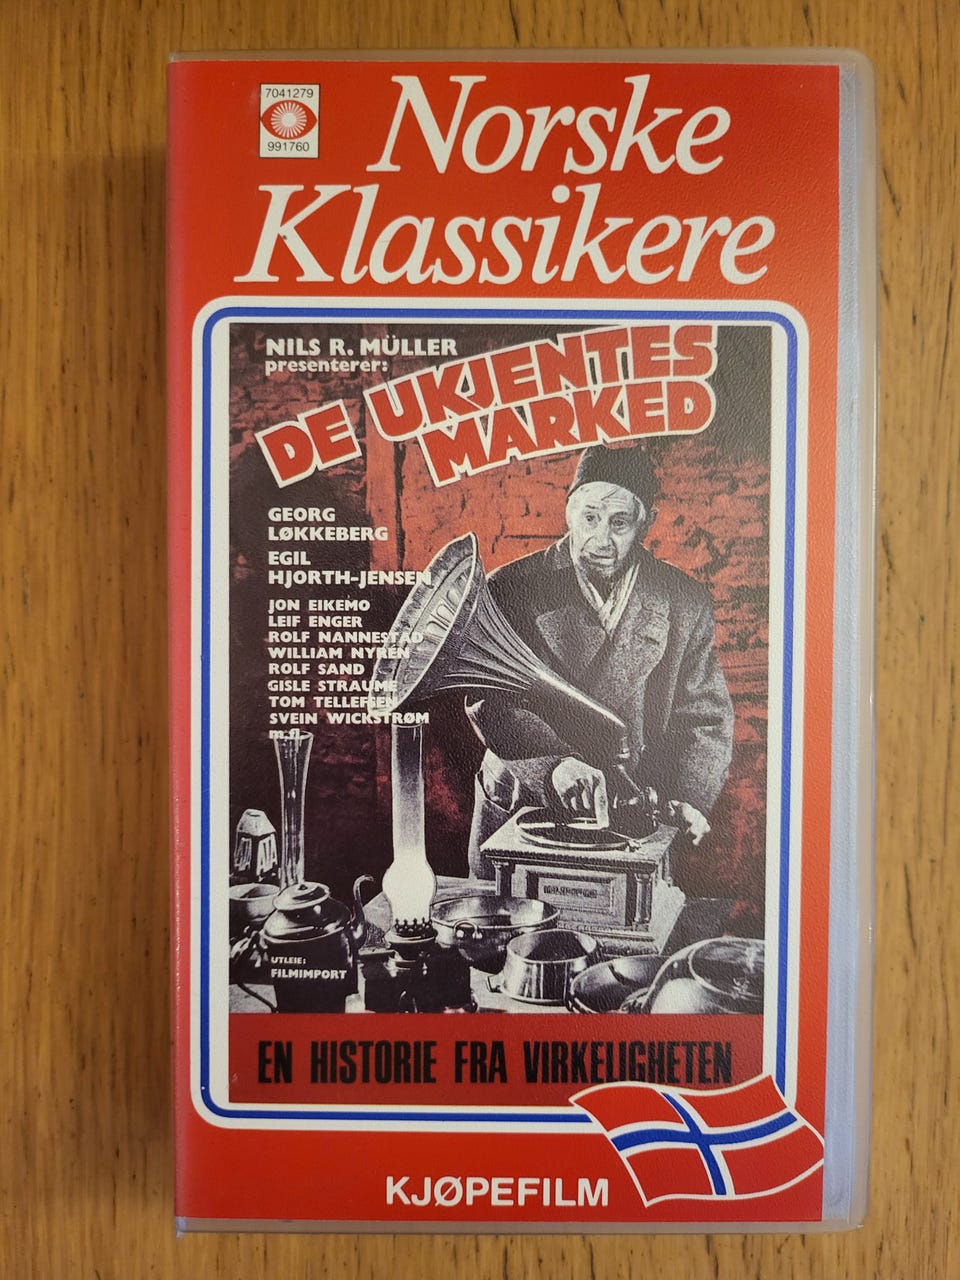 7041279
991760
Norske
Klassikere
NILS R. MÜLLER
presenterer:
DE UKJENTES
MARKED
GEORG
LØKKEBERG
EGIL
HJORTH-JENSEN
JON EIKEMO
LEIF ENGER
ROLF NANNESTAD
WILLIAM NYRÉN
ROLF SAND
GISLE STRAUME
TOM TELLEFSEN
SVEIN WICKSTRØM
m.fl.
UTLEIE:
FILMIMPORT
EN HISTORIE FRA VIRKELIGHETEN
KJØPEFILM